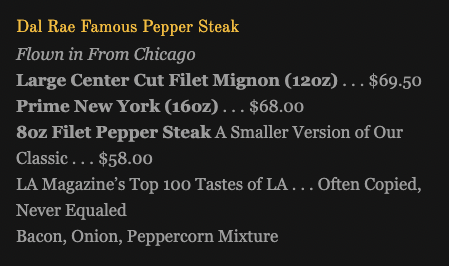 Dal Rae Famous Pepper Steak
Flown in From Chicago
Large Center Cut Filet Mignon (12oz) . . . $69.50
Prime New York (16oz) . . . $68.00
8oz Filet Pepper Steak A Smaller Version of Our
Classic . . . $58.00
LA Magazine’s Top 100 Tastes of LA . . . Often Copied,
Never Equaled
Bacon, Onion, Peppercorn Mixture